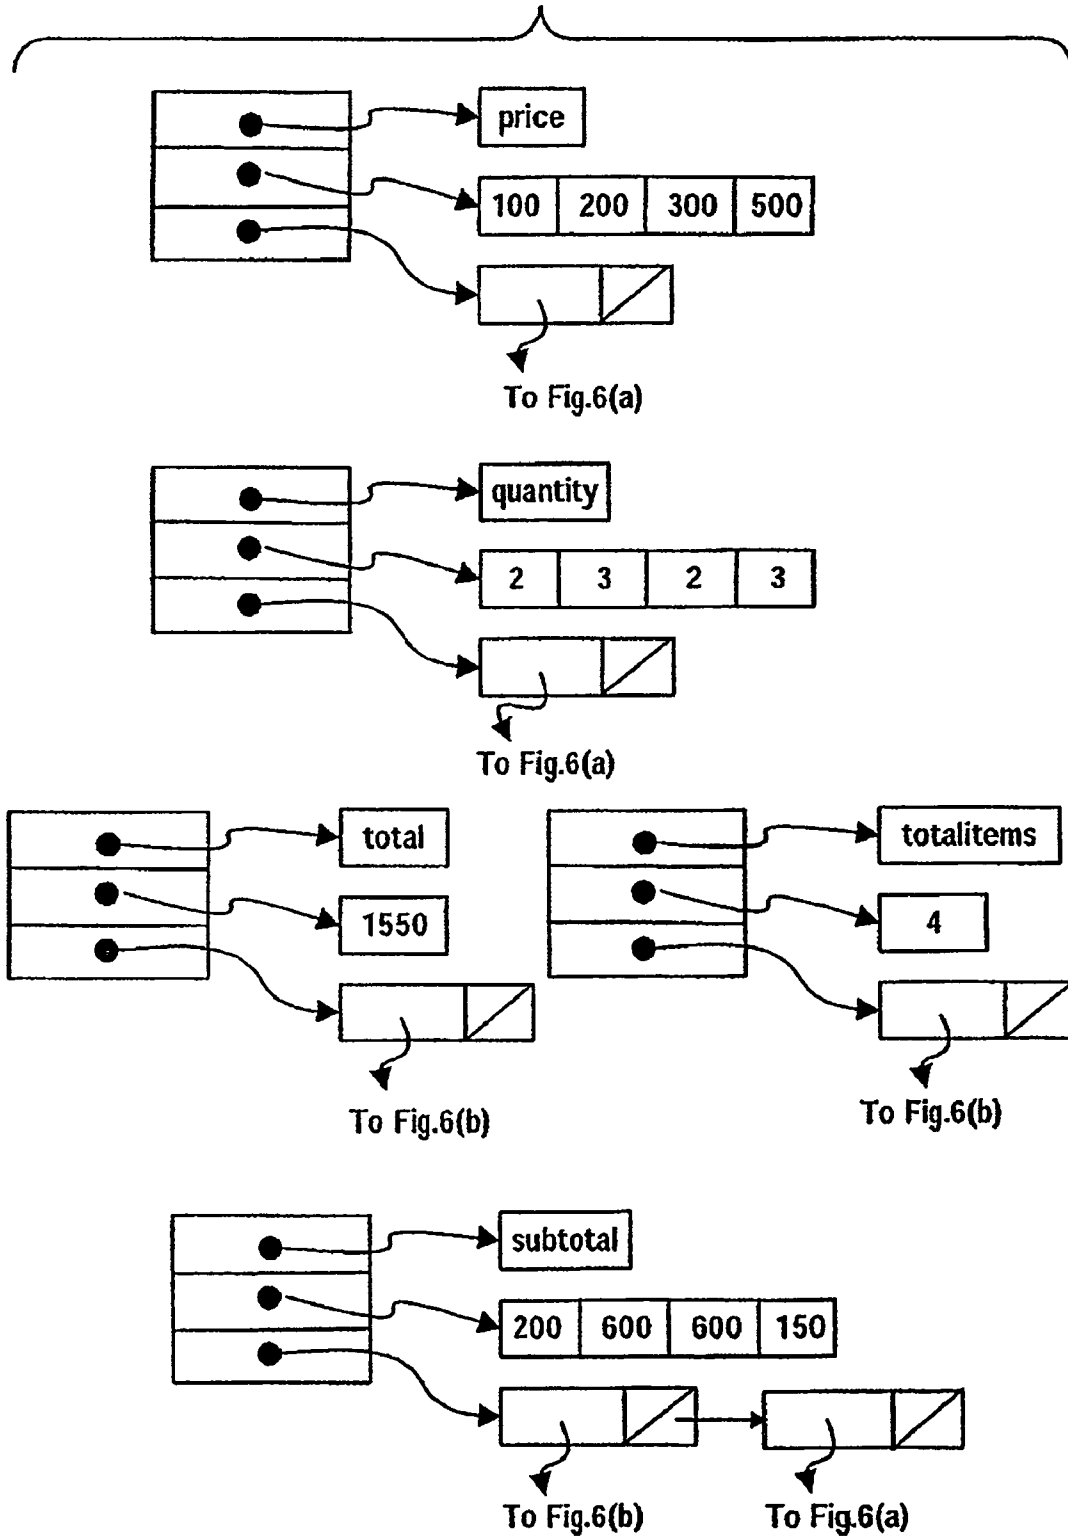 price
100 200 300 500
To Fig.6(a)
quantity
2 3 2 3
To Fig.6(a)
total
1550
To Fig.6(b)
totalitems
4
To Fig.6(b)
subtotal
200 600 600 150
To Fig.6(b) To Fig.6(a)